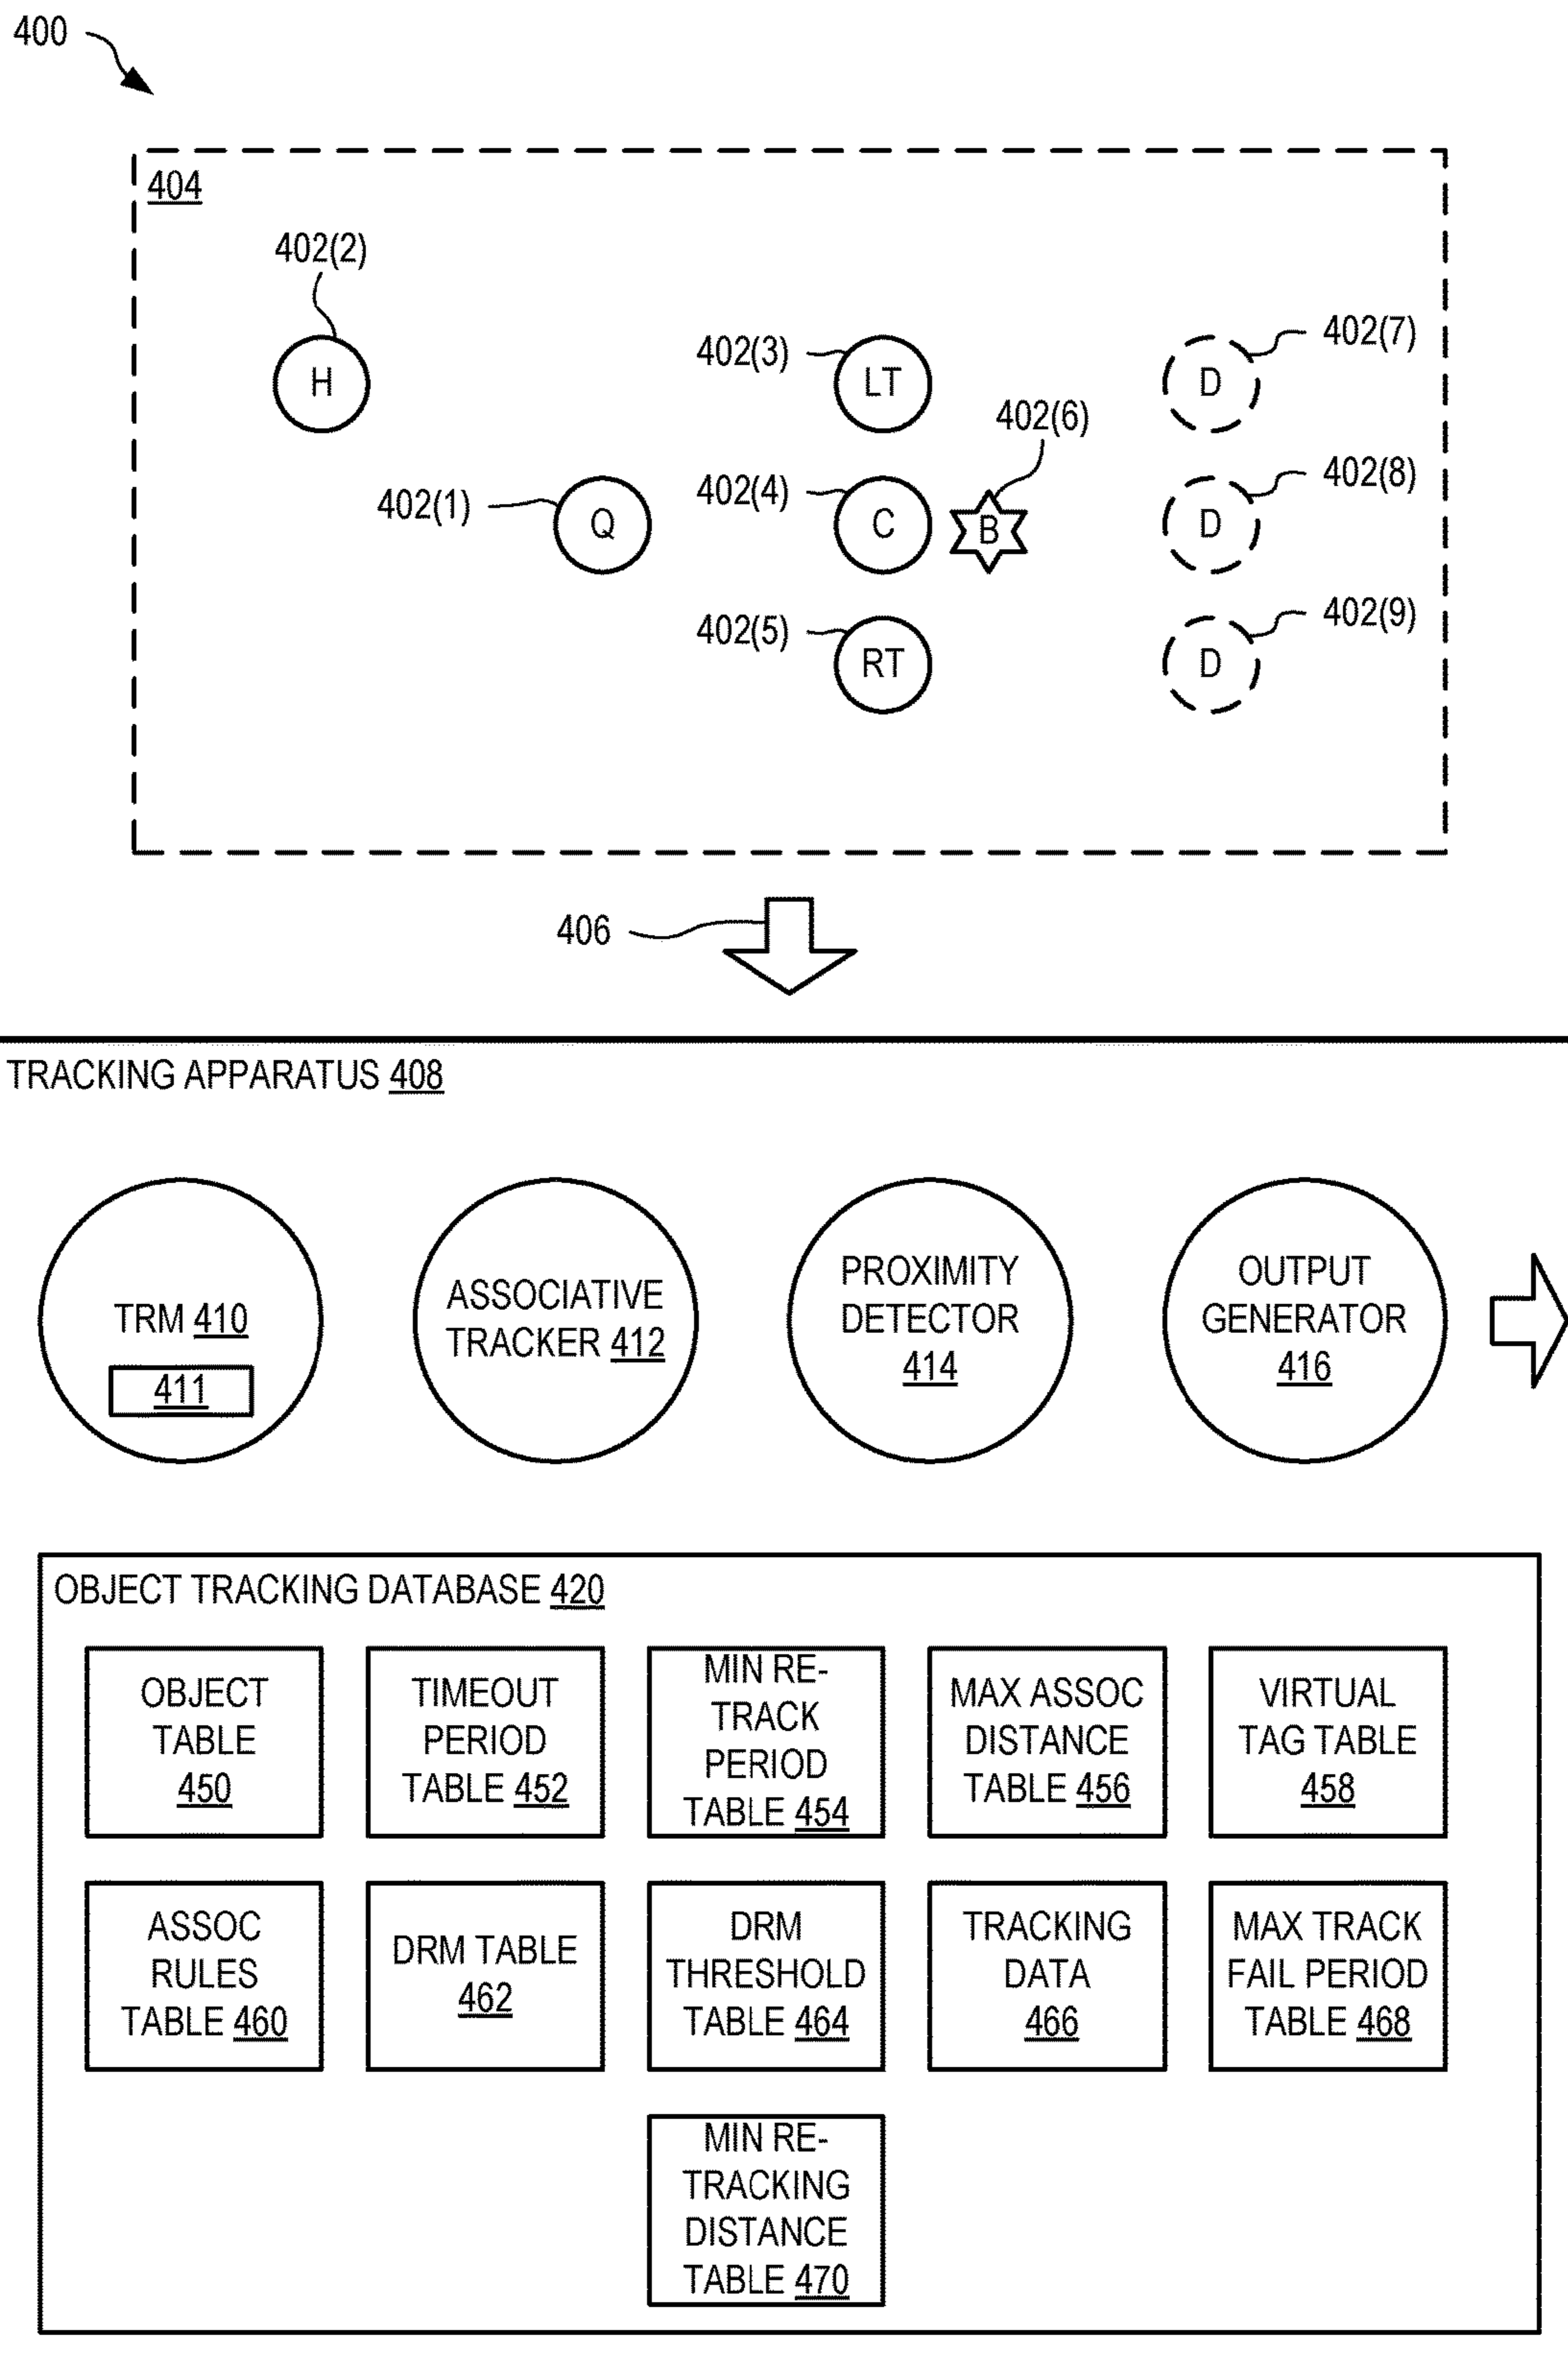 400
404
402(2)
H
402(3)
LT
402(7)
D
402(6)
402(1)
Q
402(4)
C
B
402(8)
D
402(5)
RT
402(9)
D
406
TRACKING APPARATUS 408
TRM 410
411
ASSOCIATIVE
TRACKER 412
PROXIMITY
DETECTOR
414
OUTPUT
GENERATOR
416
OBJECT TRACKING DATABASE 420
OBJECT
TABLE
450
TIMEOUT
PERIOD
TABLE 452
MIN RE-
TRACK
PERIOD
TABLE 454
MAX ASSOC
DISTANCE
TABLE 456
VIRTUAL
TAG TABLE
458
ASSOC
RULES
TABLE 460
DRM TABLE
462
DRM
THRESHOLD
TABLE 464
TRACKING
DATA
466
MAX TRACK
FAIL PERIOD
TABLE 468
MIN RE-
TRACKING
DISTANCE
TABLE 470